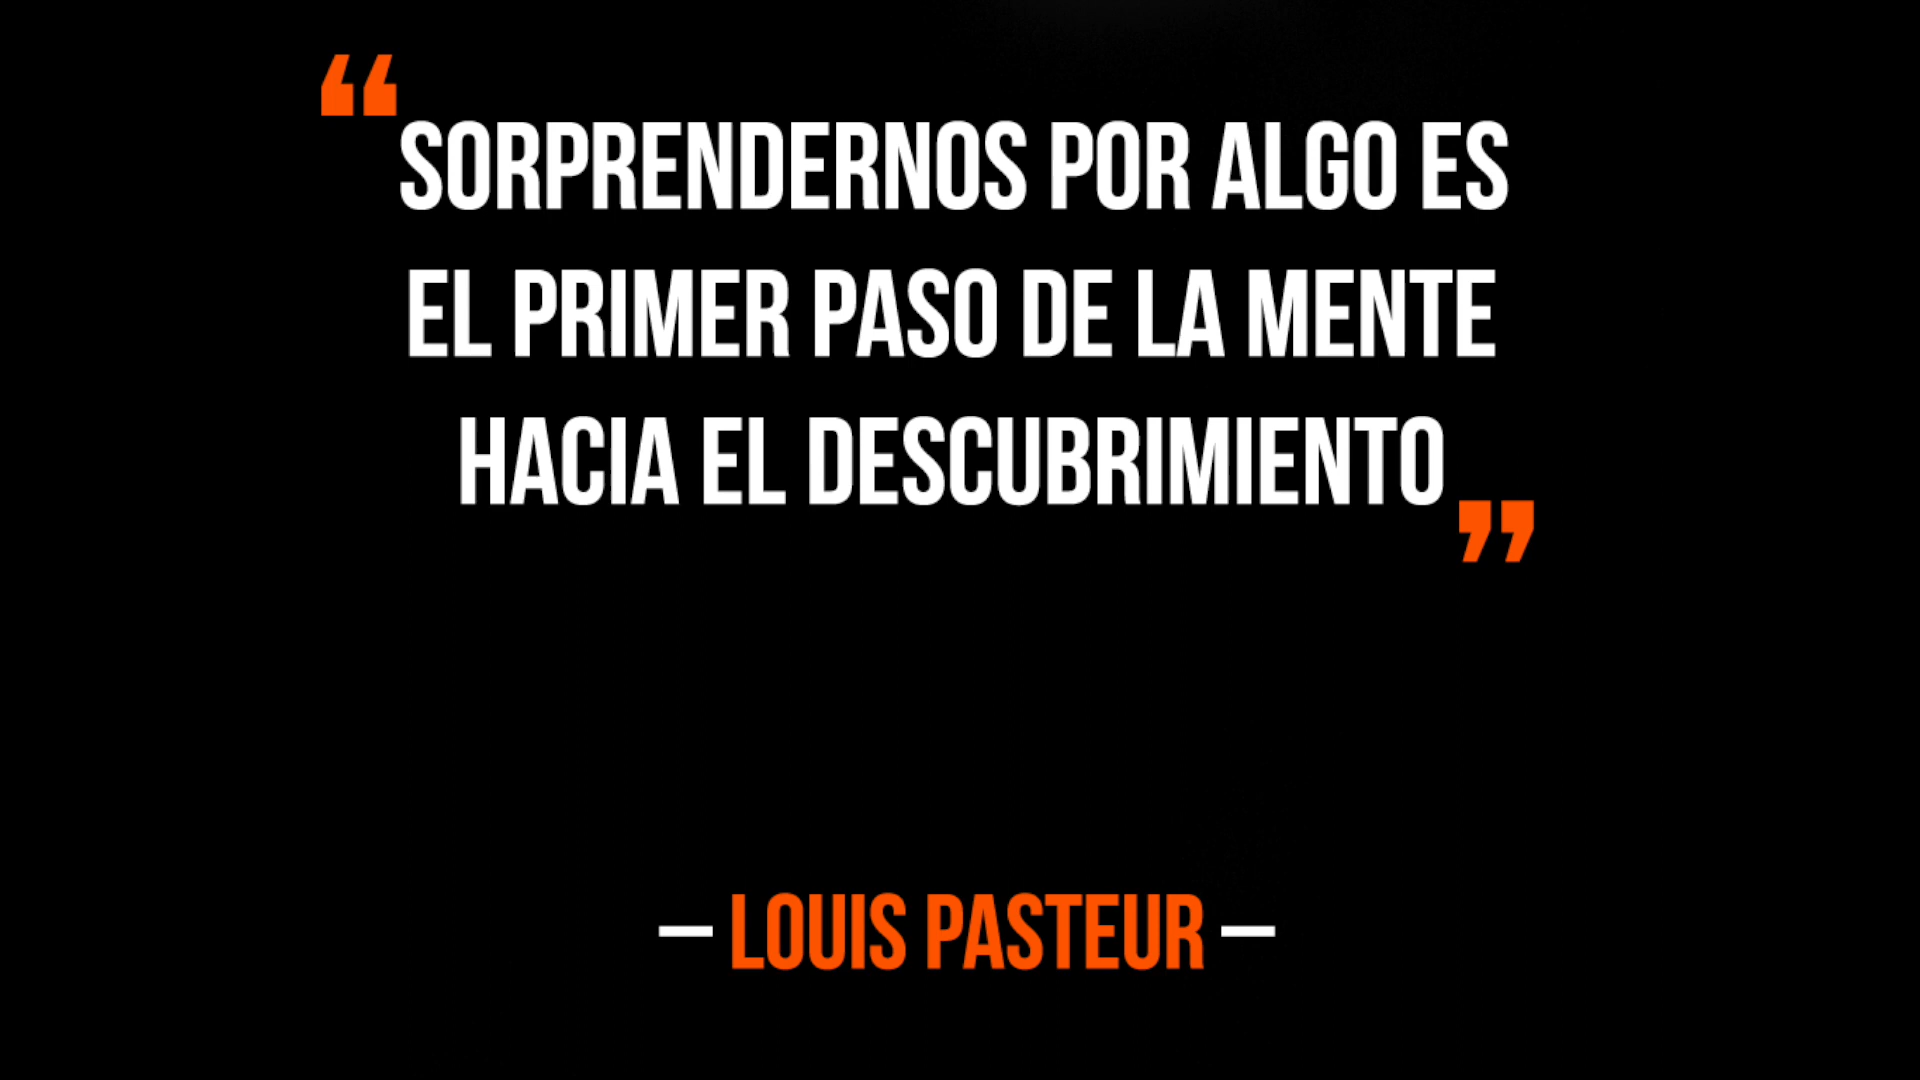 “SORPRENDERNOS POR ALGO ES
EL PRIMER PASO DE LA MENTE
HACIA EL DESCUBRIMIENTO”
– LOUIS PASTEUR –